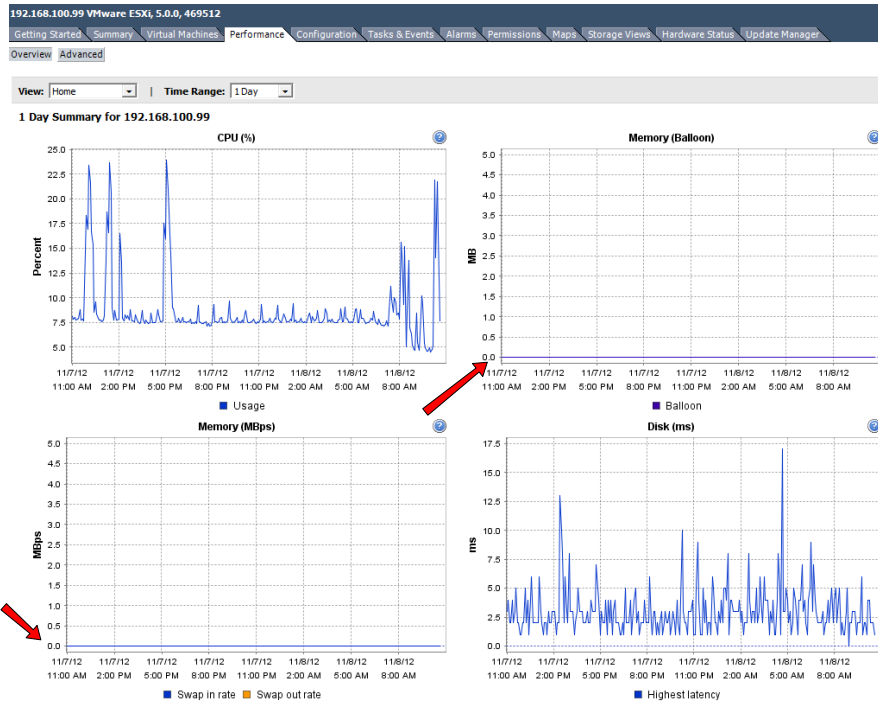 192.168.100.99 VMware ESXi, 5.0.0, 469512
Getting Started Summary Virtual Machines Performance Configuration Tasks & Events Alarms Permissions Maps Storage Views Hardware Status Update Manager
Overview Advanced
View: Home | Time Range: 1 Day
1 Day Summary for 192.168.100.99
CPU (%)
25.0
22.5
20.0
17.5
15.0
12.5
10.0
7.5
5.0
Percent
11/7/12 11/7/12 11/7/12 11/7/12 11/7/12 11/8/12 11/8/12 11/8/12
11:00 AM 2:00 PM 5:00 PM 8:00 PM 11:00 PM 2:00 AM 5:00 AM 8:00 AM
Usage
Memory (Balloon)
5.0
4.5
4.0
3.5
3.0
2.5
2.0
1.5
1.0
0.5
0.0
MB
11/7/12 11/7/12 11/7/12 11/7/12 11/7/12 11/8/12 11/8/12 11/8/12
11:00 AM 2:00 PM 5:00 PM 8:00 PM 11:00 PM 2:00 AM 5:00 AM 8:00 AM
Balloon
Memory (MBps)
5.0
4.5
4.0
3.5
3.0
2.5
2.0
1.5
1.0
0.5
0.0
MBps
11/7/12 11/7/12 11/7/12 11/7/12 11/7/12 11/8/12 11/8/12 11/8/12
11:00 AM 2:00 PM 5:00 PM 8:00 PM 11:00 PM 2:00 AM 5:00 AM 8:00 AM
Swap in rate Swap out rate
Disk (ms)
17.5
15.0
12.5
10.0
7.5
5.0
2.5
0.0
ms
11/7/12 11/7/12 11/7/12 11/7/12 11/7/12 11/8/12 11/8/12 11/8/12
11:00 AM 2:00 PM 5:00 PM 8:00 PM 11:00 PM 2:00 AM 5:00 AM 8:00 AM
Highest latency